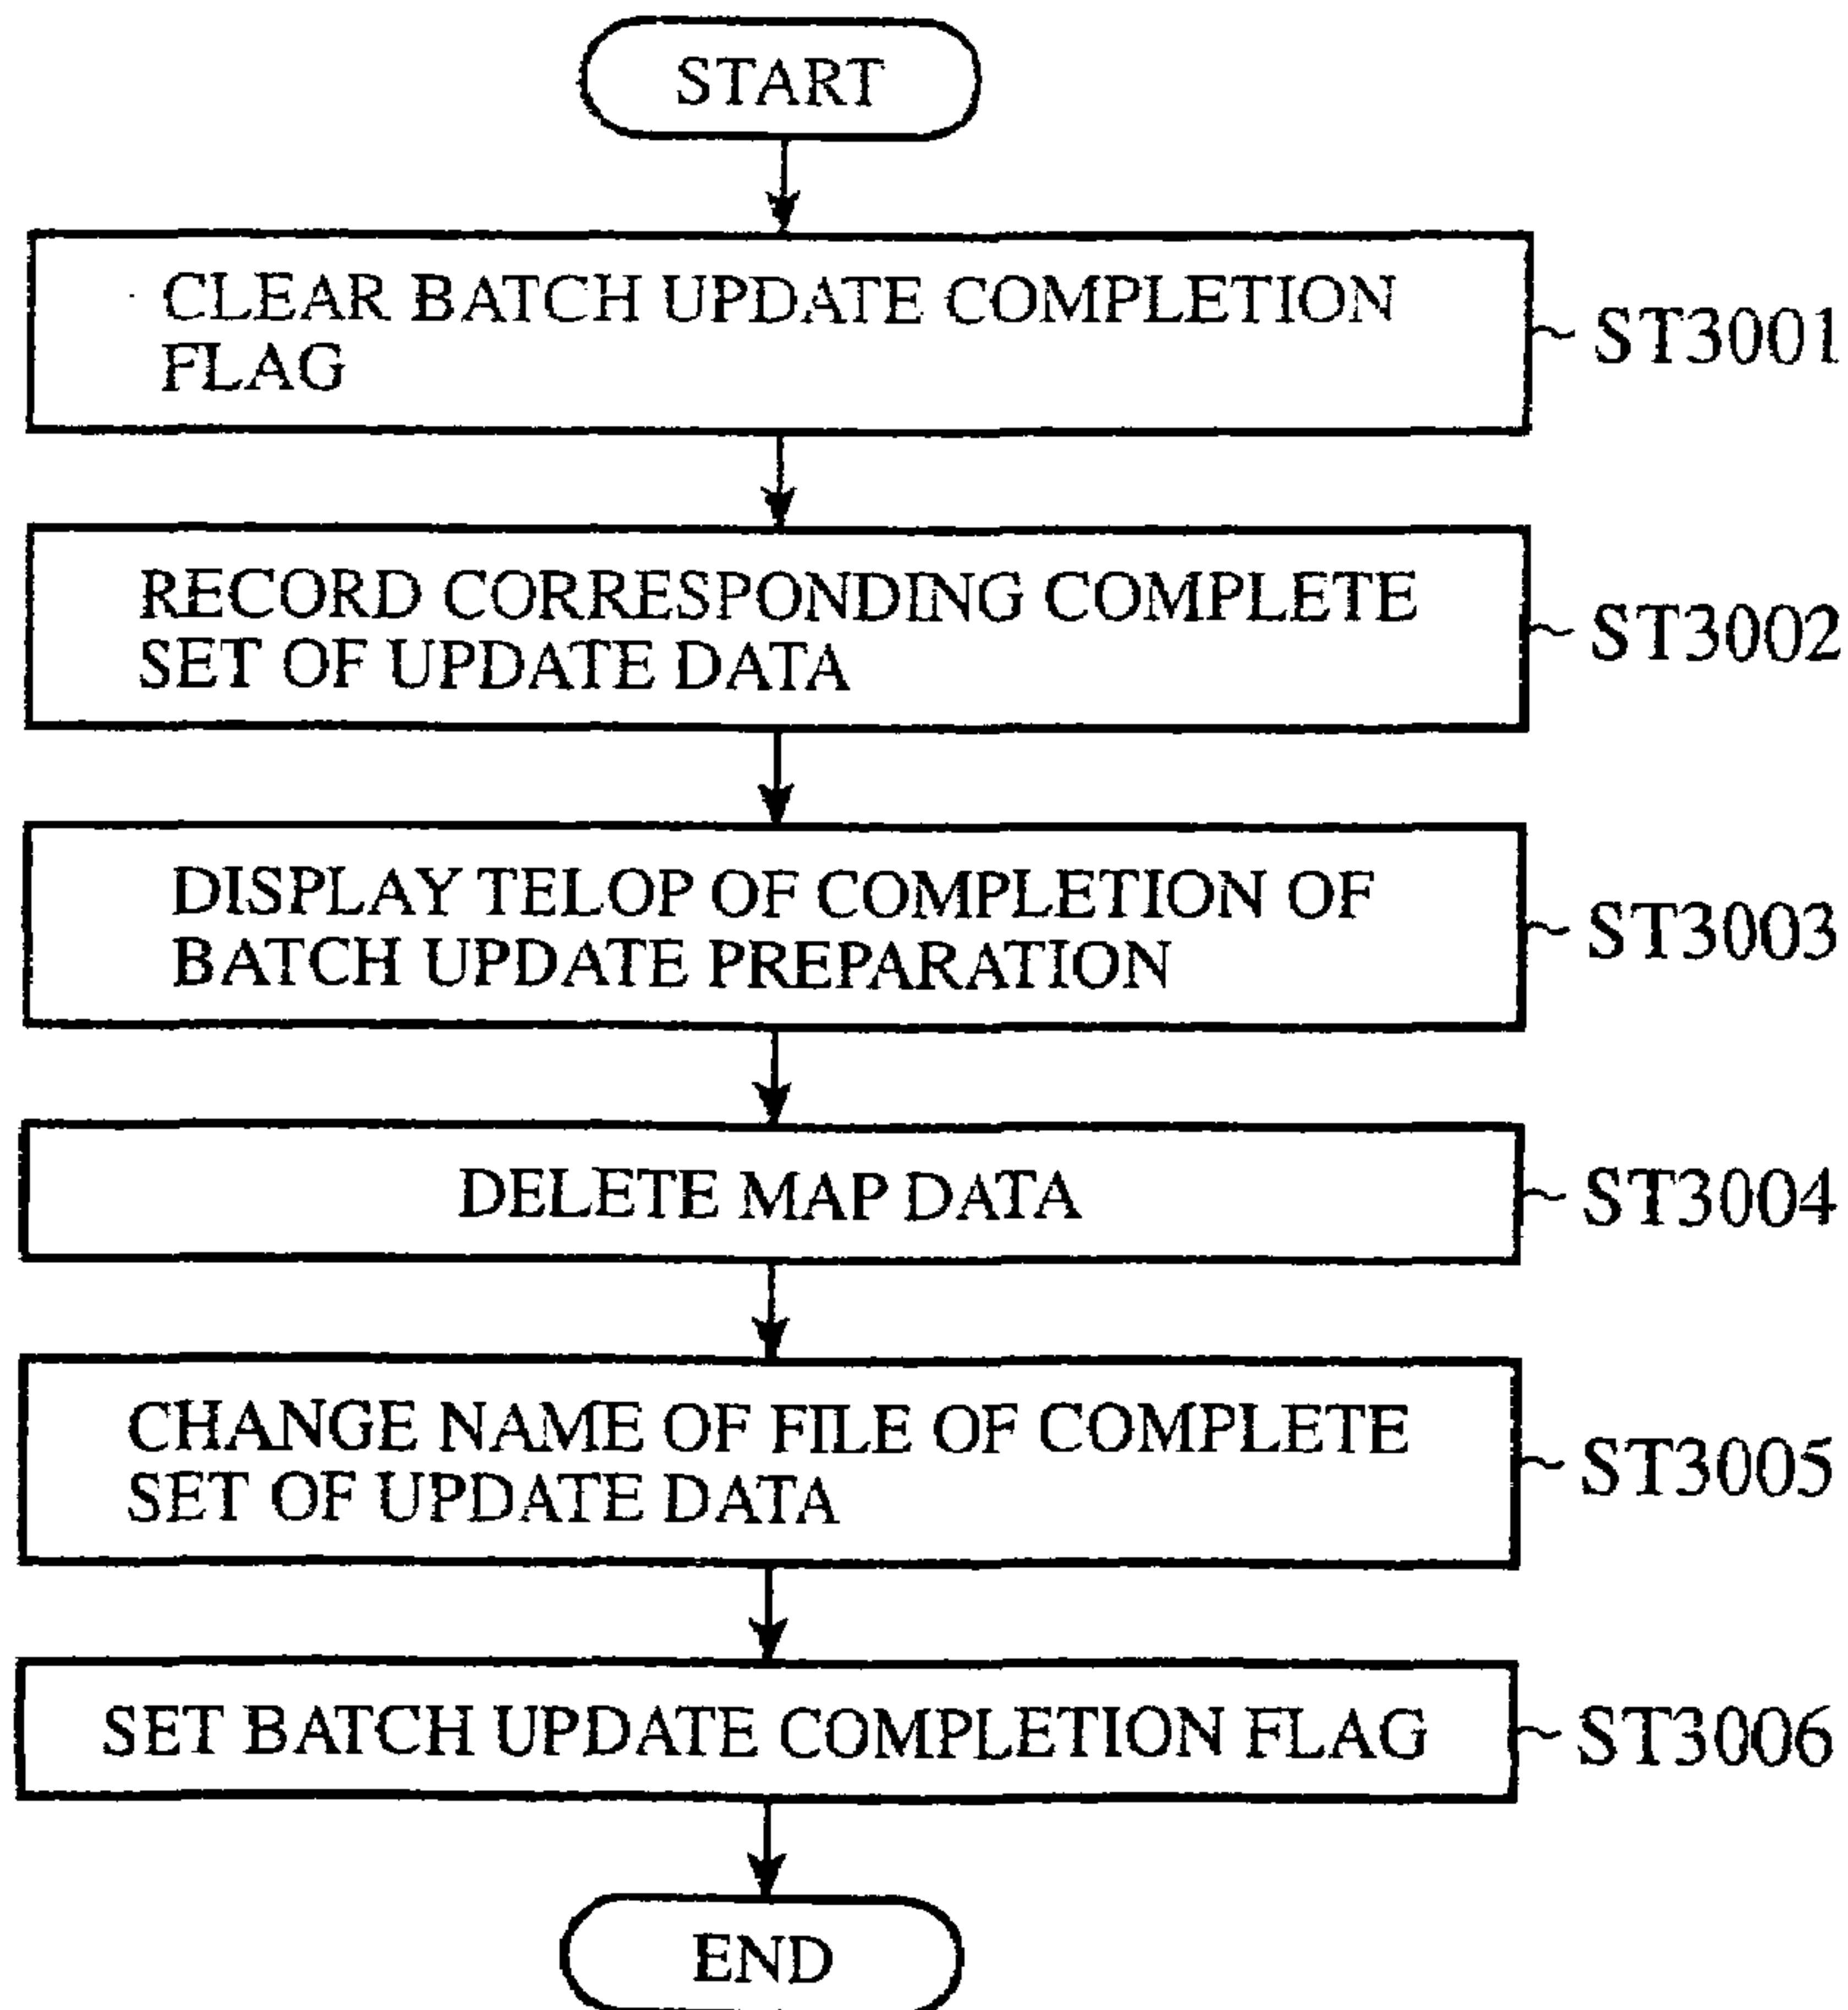 START
CLEAR BATCH UPDATE COMPLETION
FLAG
ST3001
RECORD CORRESPONDING COMPLETE
SET OF UPDATE DATA
ST3002
DISPLAY TELOP OF COMPLETION OF
BATCH UPDATE PREPARATION
ST3003
DELETE MAP DATA
ST3004
CHANGE NAME OF FILE OF COMPLETE
SET OF UPDATE DATA
ST3005
SET BATCH UPDATE COMPLETION FLAG
ST3006
END